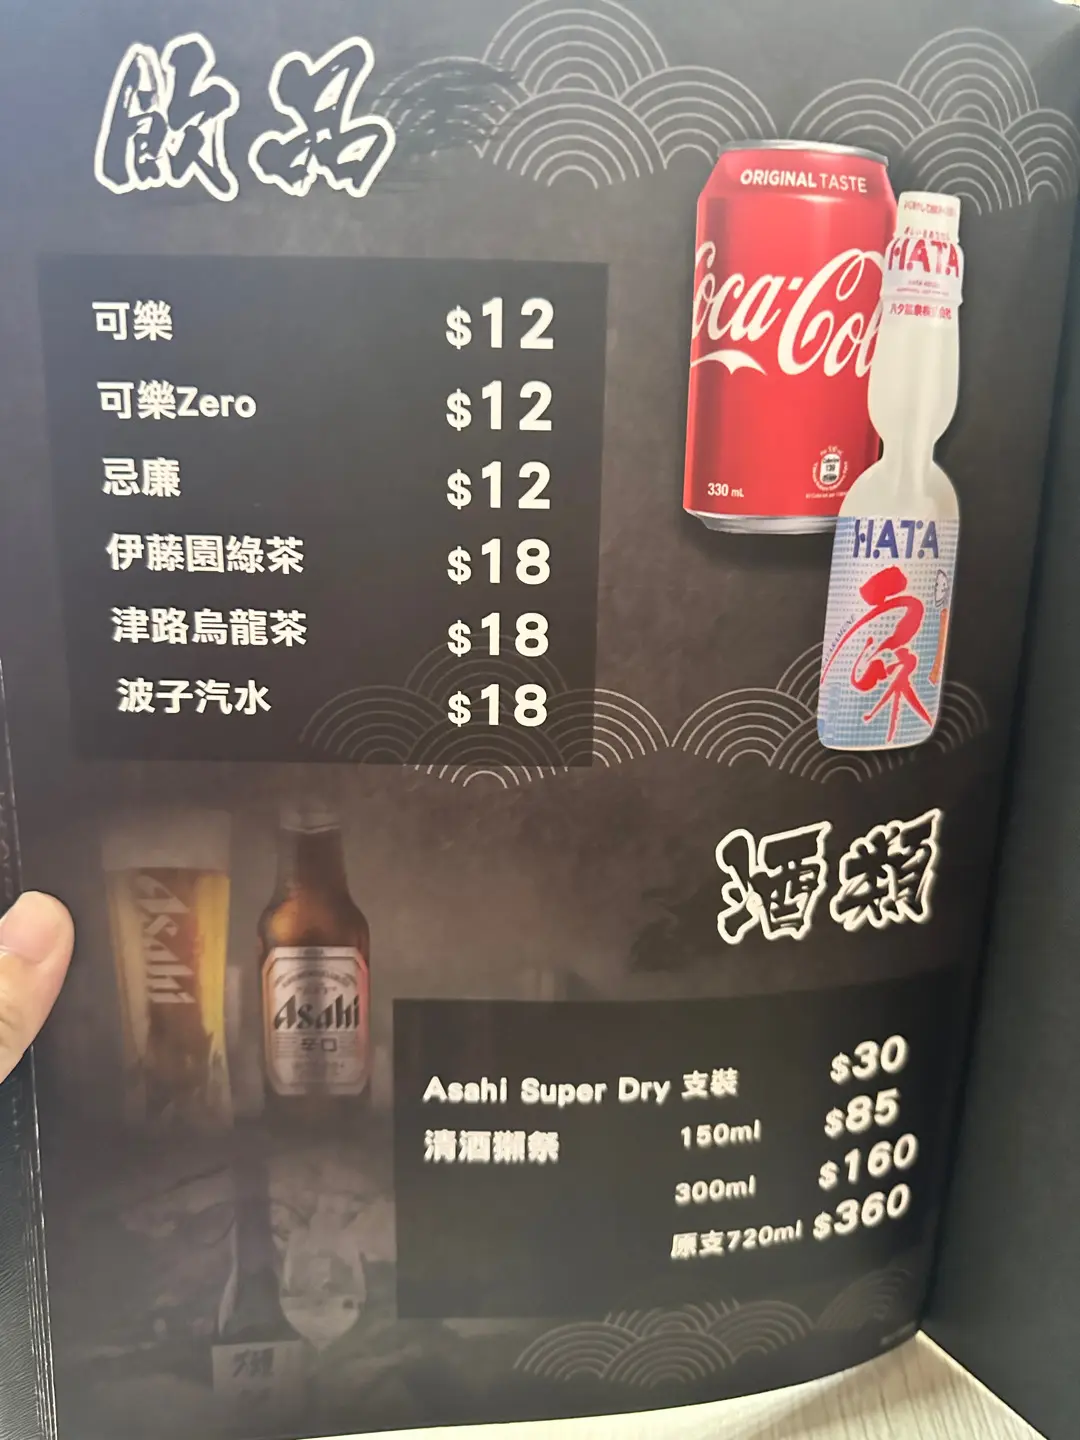 飲品
ORIGINAL TASTE
Coca-Cola
330 mL
HATA
HATA
可樂 $12
可樂Zero $12
忌廉 $12
伊藤園綠茶 $18
津路烏龍茶 $18
波子汽水 $18
酒類
Asahi
Asahi
辛口
Asahi Super Dry 支裝 $30
清酒獺祭 150ml $85
300ml $160
原支720ml $360